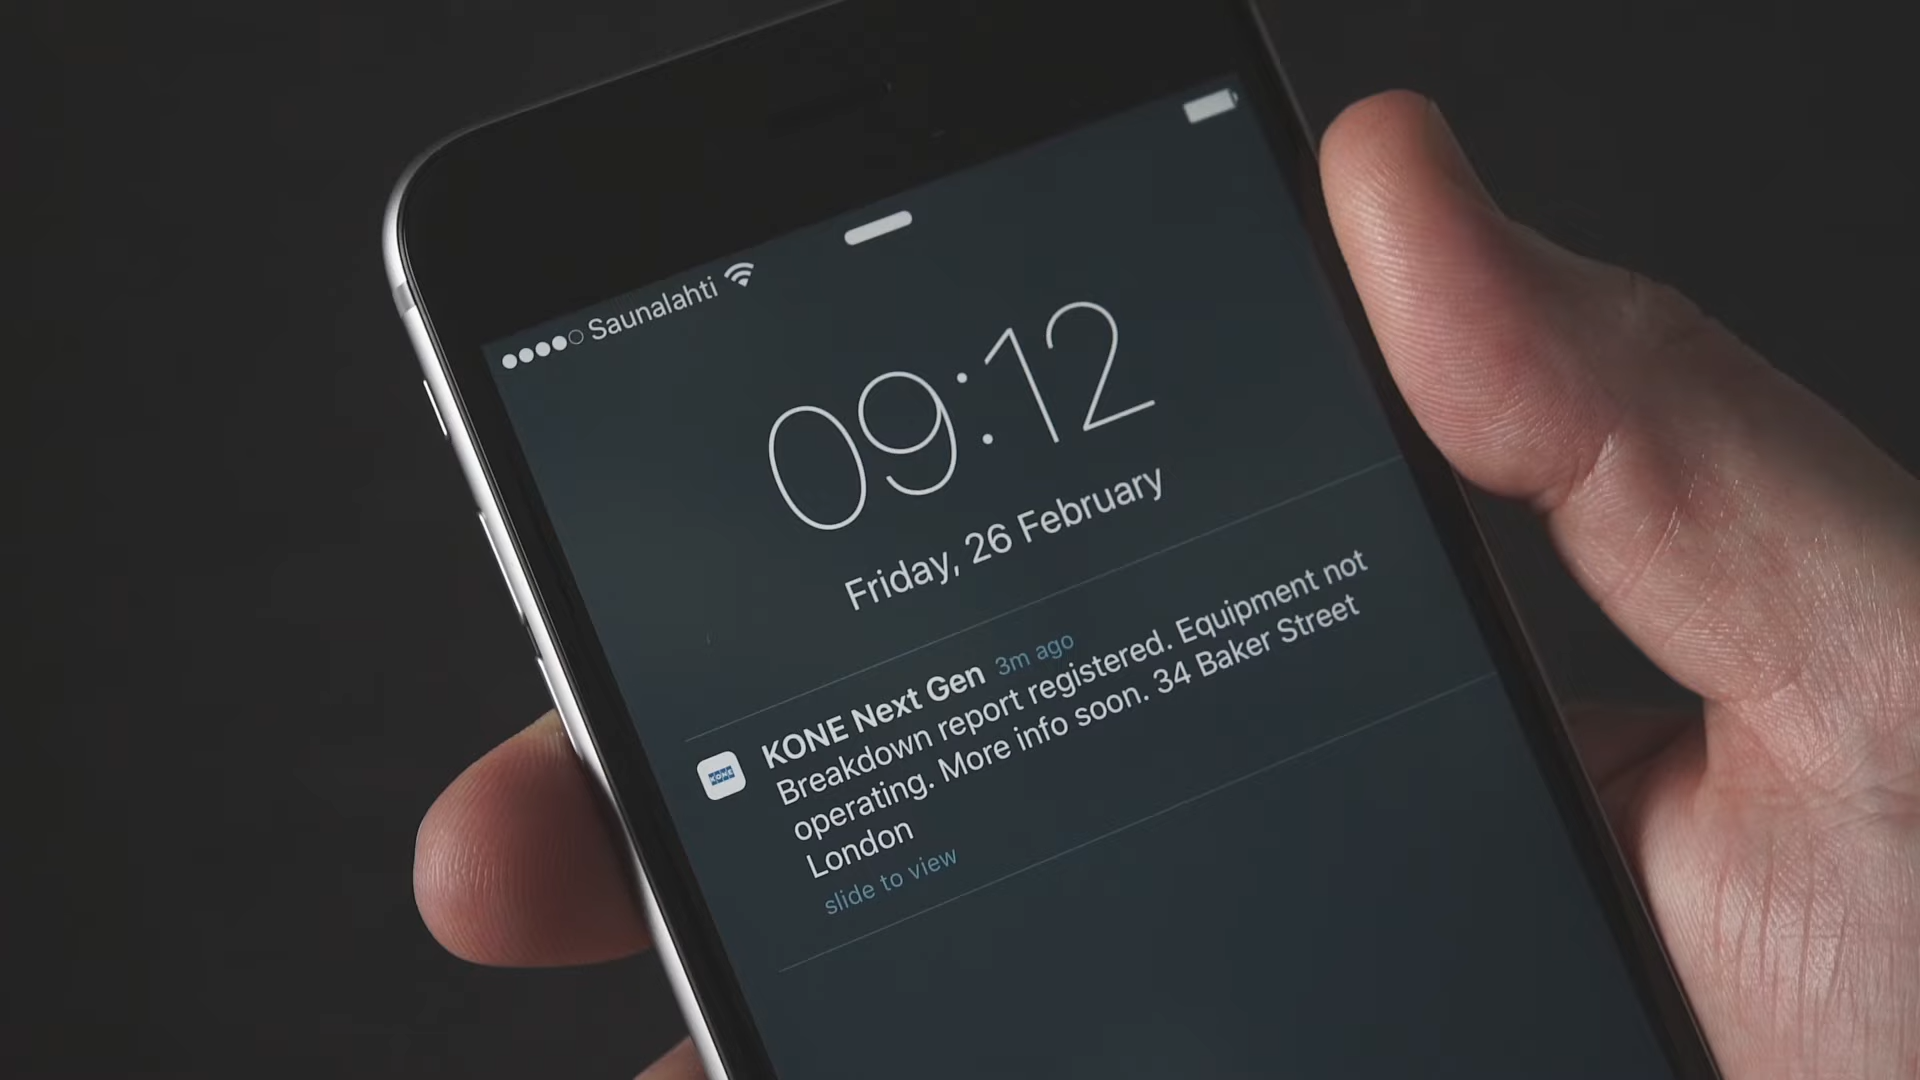 Saunalahti
09:12
Friday, 26 February
KONE Next Gen 3m ago
Breakdown report registered. Equipment not
operating. More info soon. 34 Baker Street
London
slide to view
KONE